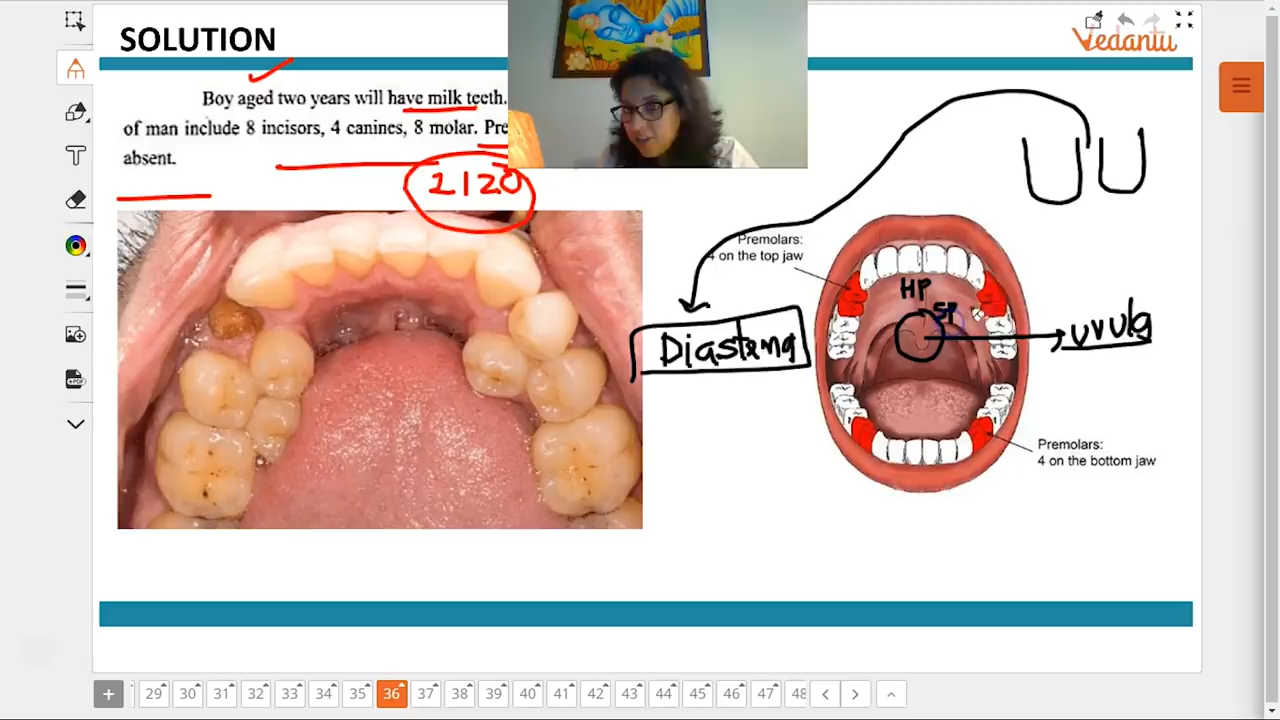 SOLUTION
Vedantu
Boy aged two years will have milk teeth.
of man include 8 incisors, 4 canines, 8 molar. Pre
absent.
2120
Premolars:
4 on the top jaw
HP
SP
uvula
Diastema
Premolars:
4 on the bottom jaw
29 30 31 32 33 34 35 36 37 38 39 40 41 42 43 44 45 46 47 48